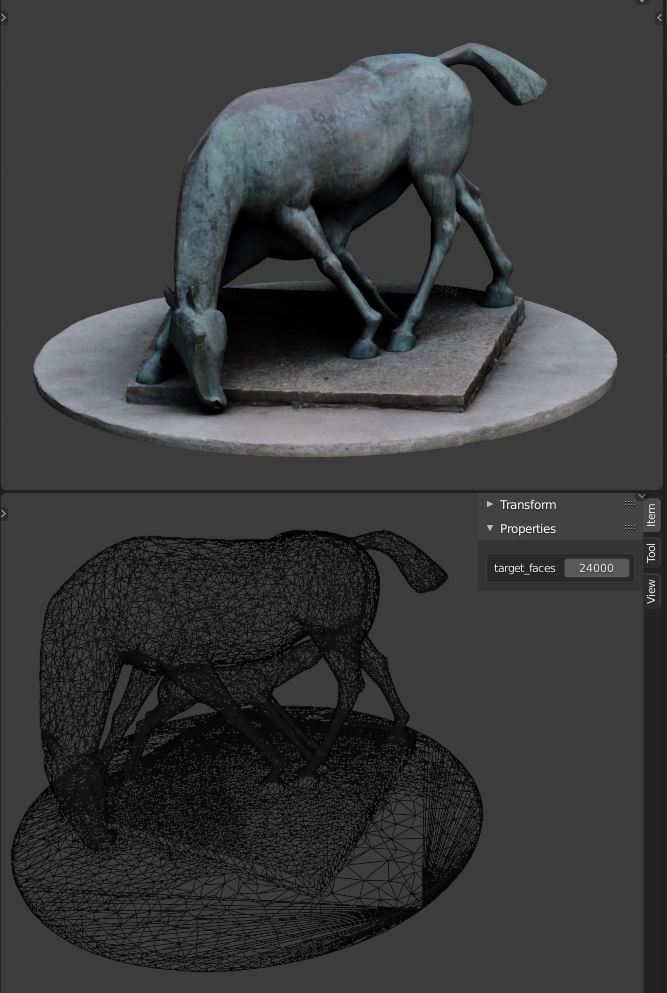 Transform
Properties
target_faces 24000
Item
Tool
View